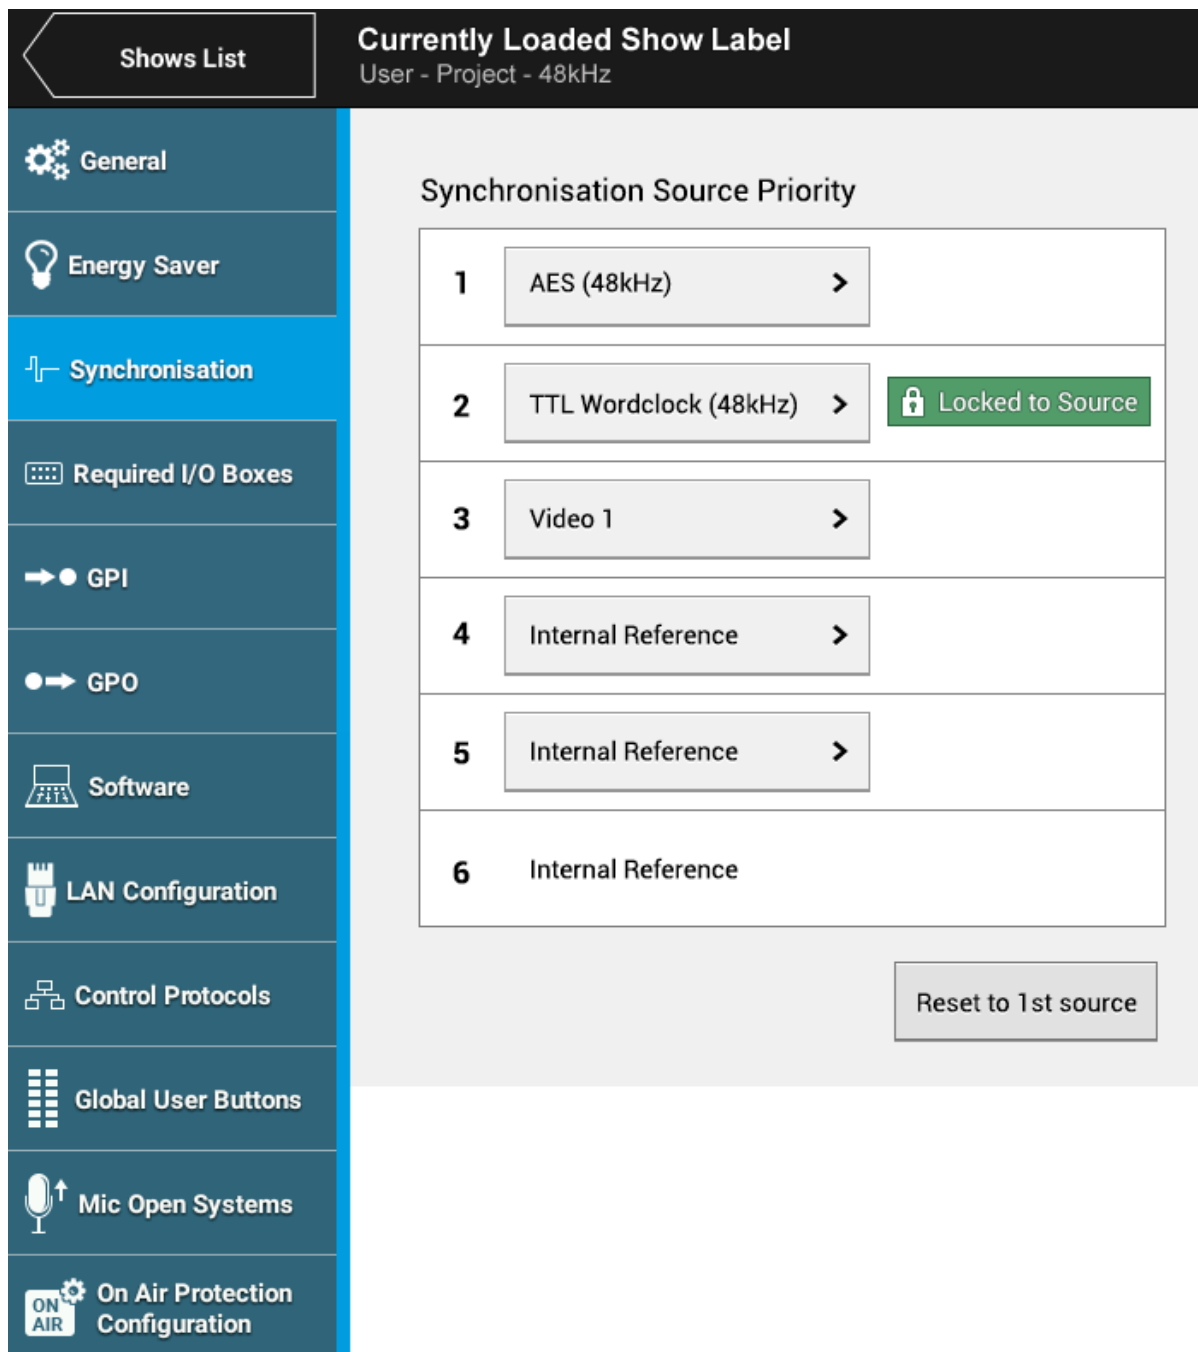 Shows List
Currently Loaded Show Label
User - Project - 48kHz
General
Energy Saver
Synchronisation
Required I/O Boxes
GPI
GPO
Software
LAN Configuration
Control Protocols
Global User Buttons
Mic Open Systems
ON AIR
On Air Protection
Configuration
Synchronisation Source Priority
1 AES (48kHz) >
2 TTL Wordclock (48kHz) > Locked to Source
3 Video 1 >
4 Internal Reference >
5 Internal Reference >
6 Internal Reference
Reset to 1st source